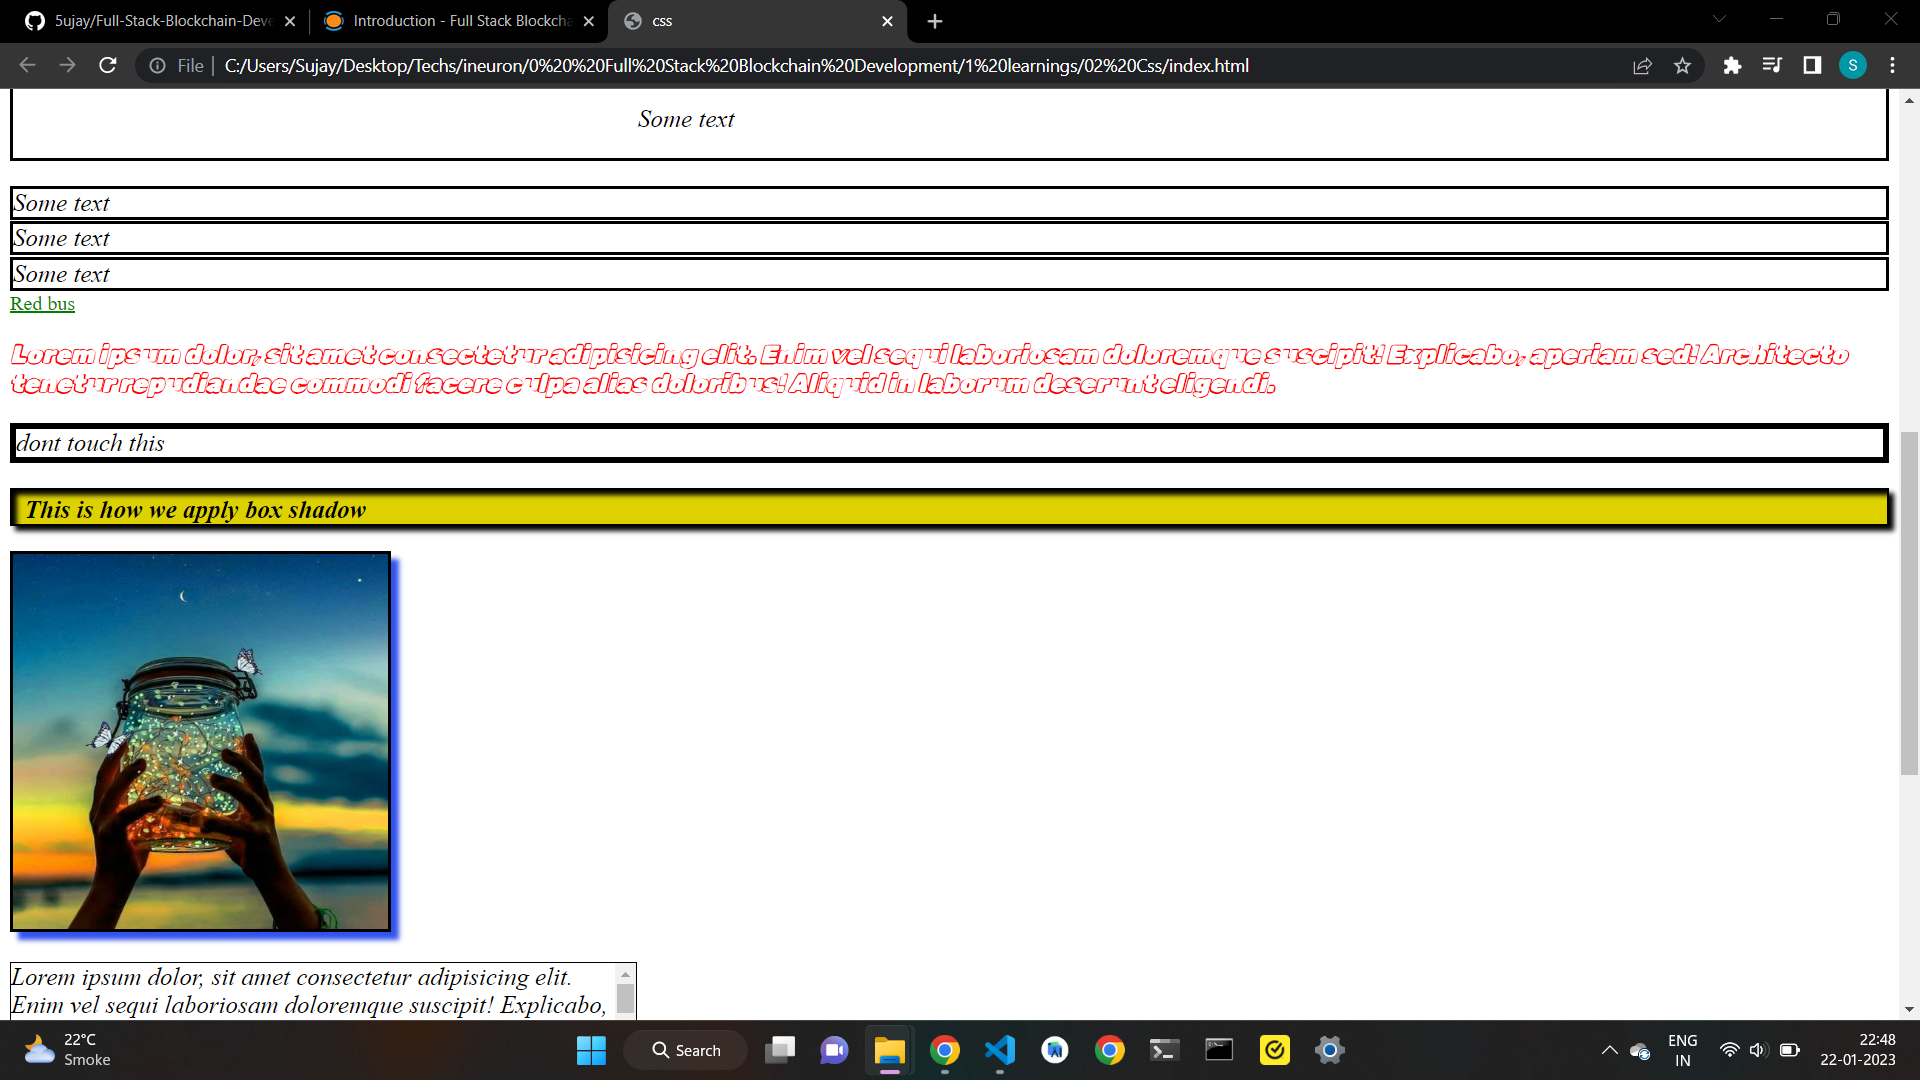 5ujay/Full-Stack-Blockchain-Deve
Introduction - Full Stack Blockcha
css
File
C:/Users/Sujay/Desktop/Techs/ineuron/0%20%20Full%20Stack%20Blockchain%20Development/1%20learnings/02%20Css/index.html
S
Some text
Some text
Some text
Some text
Red bus
Lorem ipsum dolor, sit amet consectetur adipisicing elit. Enim vel sequi laboriosam doloremque suscipit! Explicabo, aperiam sed! Architecto
tenetur repudiandae commodi facere culpa alias doloribus! Aliquid in laborum deserunt eligendi.
dont touch this
This is how we apply box shadow
Lorem ipsum dolor, sit amet consectetur adipisicing elit.
Enim vel sequi laboriosam doloremque suscipit! Explicabo,
22°C
Smoke
Search
ENG
IN
22:48
22-01-2023